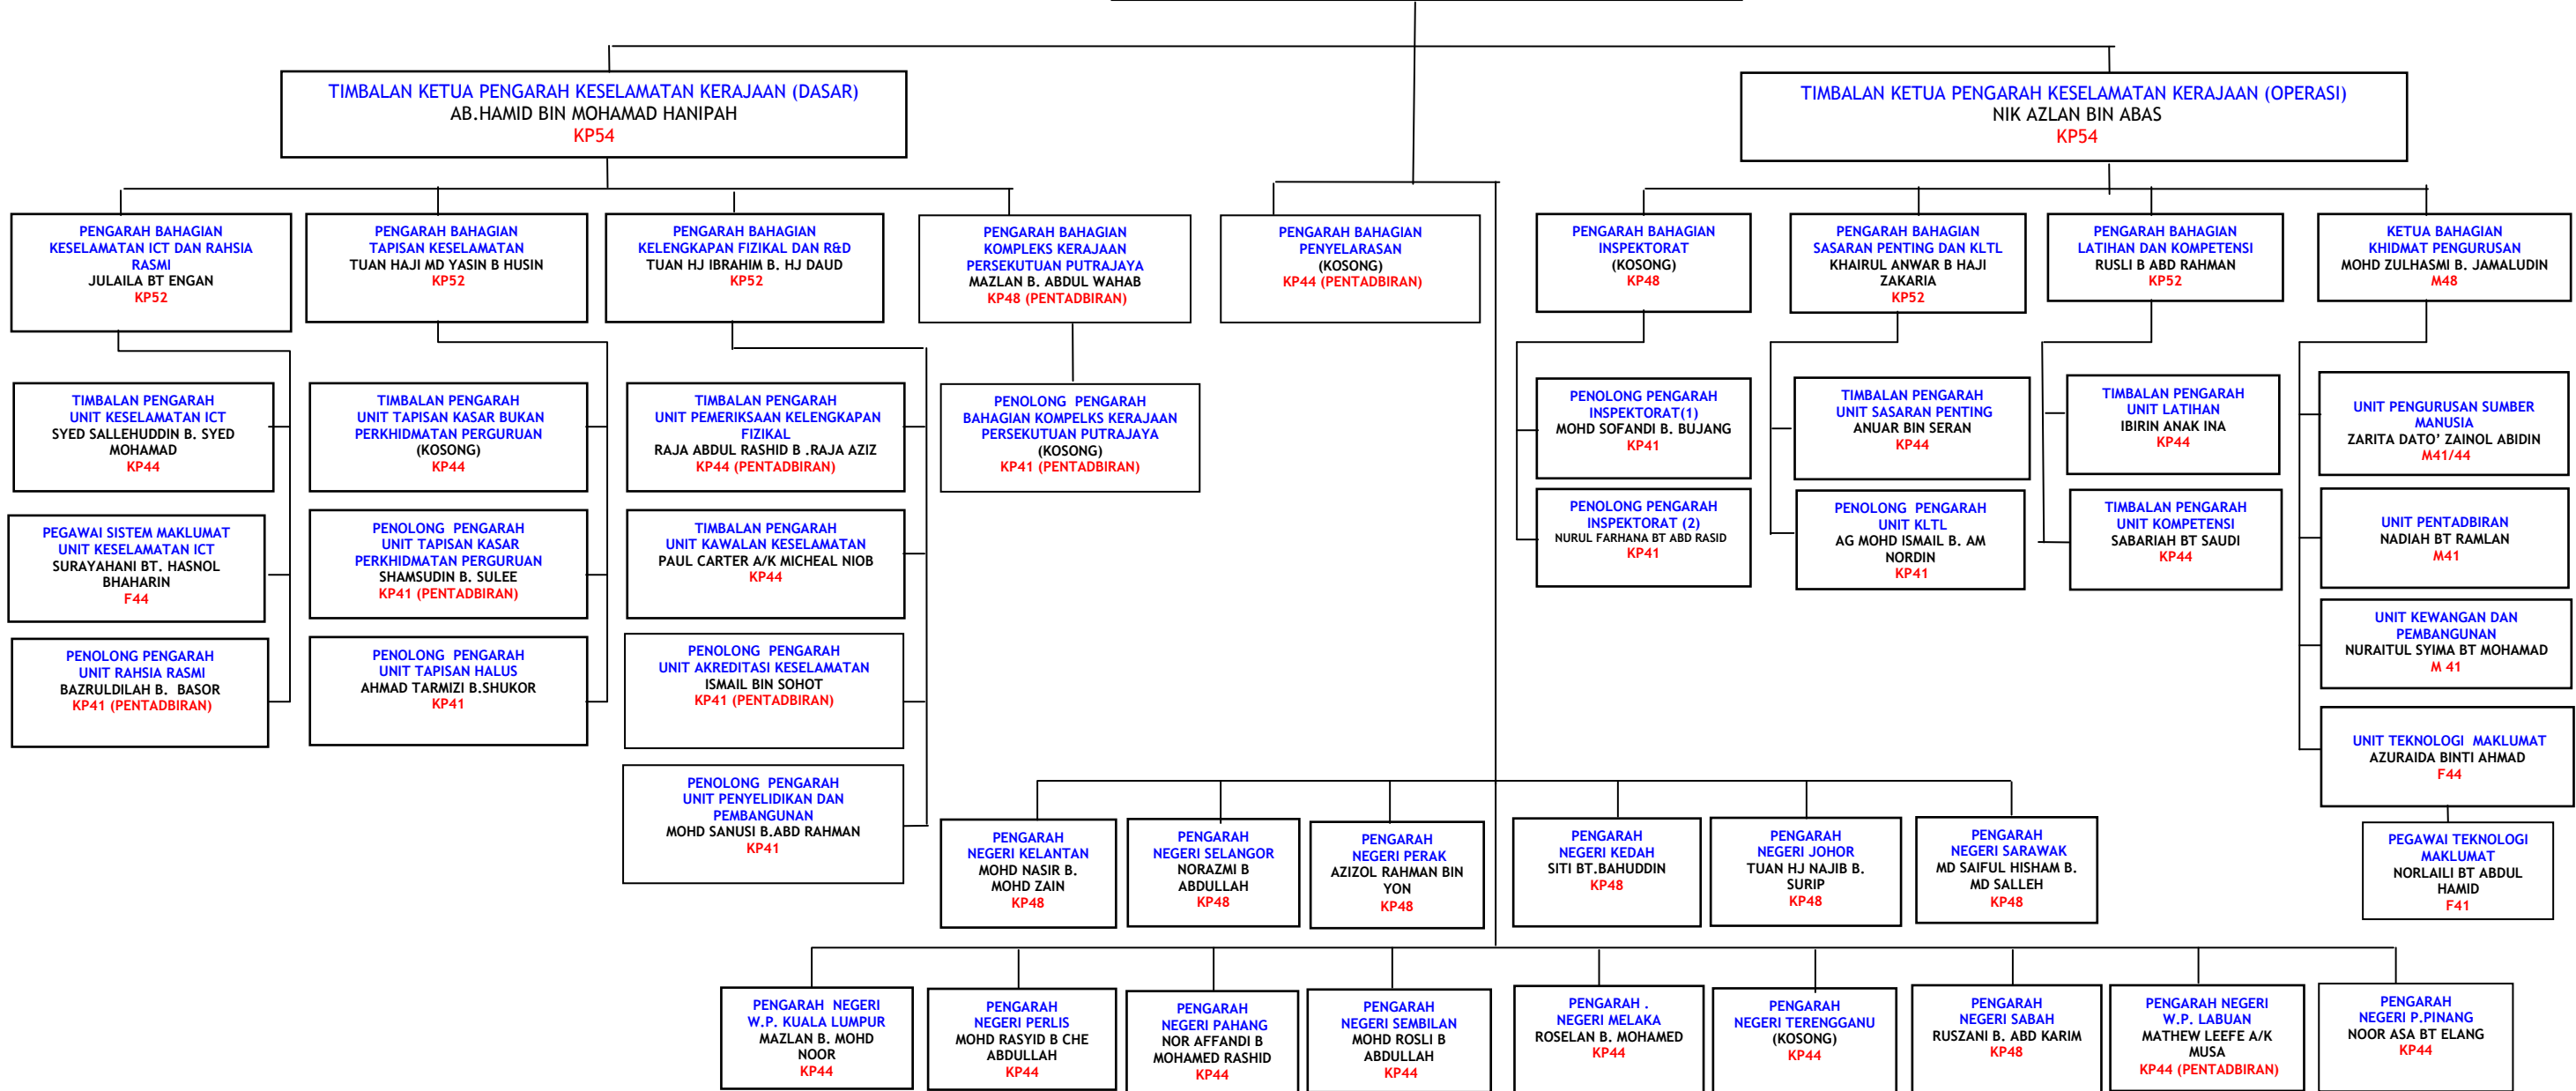 TIMBALAN KETUA PENGARAH KESELAMATAN KERAJAAN (DASAR)
AB.HAMID BIN MOHAMAD HANIPAH
KP54
TIMBALAN KETUA PENGARAH KESELAMATAN KERAJAAN (OPERASI)
NIK AZLAN BIN ABAS
KP54
PENGARAH BAHAGIAN
KESELAMATAN ICT DAN RAHSIA
RASMI
JULAILA BT ENGAN
KP52
PENGARAH BAHAGIAN
TAPISAN KESELAMATAN
TUAN HAJI MD YASIN B HUSIN
KP52
PENGARAH BAHAGIAN
KELENGKAPAN FIZIKAL DAN R&D
TUAN HJ IBRAHIM B. HJ DAUD
KP52
PENGARAH BAHAGIAN
KOMPLEKS KERAJAAN
PERSEKUTUAN PUTRAJAYA
MAZLAN B. ABDUL WAHAB
KP48 (PENTADBIRAN)
PENGARAH BAHAGIAN
PENYELARASAN
(KOSONG)
KP44 (PENTADBIRAN)
PENGARAH BAHAGIAN
INSPEKTORAT
(KOSONG)
KP48
PENGARAH BAHAGIAN
SASARAN PENTING DAN KLTL
KHAIRUL ANWAR B HAJI
ZAKARIA
KP52
PENGARAH BAHAGIAN
LATIHAN DAN KOMPETENSI
RUSLI B ABD RAHMAN
KP52
KETUA BAHAGIAN
KHIDMAT PENGURUSAN
MOHD ZULHASMI B. JAMALUDIN
M48
TIMBALAN PENGARAH
UNIT KESELAMATAN ICT
SYED SALLEHUDDIN B. SYED
MOHAMAD
KP44
TIMBALAN PENGARAH
UNIT TAPISAN KASAR BUKAN
PERKHIDMATAN PERGURUAN
(KOSONG)
KP44
TIMBALAN PENGARAH
UNIT PEMERIKSAAN KELENGKAPAN
FIZIKAL
RAJA ABDUL RASHID B .RAJA AZIZ
KP44 (PENTADBIRAN)
PENOLONG  PENGARAH
BAHAGIAN KOMPELKS KERAJAAN
PERSEKUTUAN PUTRAJAYA
(KOSONG)
KP41 (PENTADBIRAN)
PENOLONG PENGARAH
INSPEKTORAT(1)
MOHD SOFANDI B. BUJANG
KP41
TIMBALAN PENGARAH
UNIT SASARAN PENTING
ANUAR BIN SERAN
KP44
TIMBALAN PENGARAH
UNIT LATIHAN
IBIRIN ANAK INA
KP44
UNIT PENGURUSAN SUMBER
MANUSIA
ZARITA DATO’ ZAINOL ABIDIN
M41/44
PEGAWAI SISTEM MAKLUMAT
UNIT KESELAMATAN ICT
SURAYAHANI BT. HASNOL
BHAHARIN
F44
PENOLONG  PENGARAH
UNIT TAPISAN KASAR
PERKHIDMATAN PERGURUAN
SHAMSUDIN B. SULEE
KP41 (PENTADBIRAN)
TIMBALAN PENGARAH
UNIT KAWALAN KESELAMATAN
PAUL CARTER A/K MICHEAL NIOB
KP44
PENOLONG PENGARAH
INSPEKTORAT (2)
NURUL FARHANA BT ABD RASID
KP41
PENOLONG  PENGARAH
UNIT KLTL
AG MOHD ISMAIL B. AM
NORDIN
KP41
TIMBALAN PENGARAH
UNIT KOMPETENSI
SABARIAH BT SAUDI
KP44
UNIT PENTADBIRAN
NADIAH BT RAMLAN
M41
PENOLONG PENGARAH
UNIT RAHSIA RASMI
BAZRULDILAH B.  BASOR
KP41 (PENTADBIRAN)
PENOLONG  PENGARAH
UNIT TAPISAN HALUS
AHMAD TARMIZI B.SHUKOR
KP41
PENOLONG  PENGARAH
UNIT AKREDITASI KESELAMATAN
ISMAIL BIN SOHOT
KP41 (PENTADBIRAN)
UNIT KEWANGAN DAN
PEMBANGUNAN
NURAITUL SYIMA BT MOHAMAD
M 41
PENOLONG  PENGARAH
UNIT PENYELIDIKAN DAN
PEMBANGUNAN
MOHD SANUSI B.ABD RAHMAN
KP41
UNIT TEKNOLOGI  MAKLUMAT
AZURAIDA BINTI AHMAD
F44
PEGAWAI TEKNOLOGI
MAKLUMAT
NORLAILI BT ABDUL
HAMID
F41
PENGARAH
NEGERI KELANTAN
MOHD NASIR B.
MOHD ZAIN
KP48
PENGARAH
NEGERI SELANGOR
NORAZMI B
ABDULLAH
KP48
PENGARAH
NEGERI PERAK
AZIZOL RAHMAN BIN
YON
KP48
PENGARAH
NEGERI KEDAH
SITI BT.BAHUDDIN
KP48
PENGARAH
NEGERI JOHOR
TUAN HJ NAJIB B.
SURIP
KP48
PENGARAH
NEGERI SARAWAK
MD SAIFUL HISHAM B.
MD SALLEH
KP48
PENGARAH  NEGERI
W.P. KUALA LUMPUR
MAZLAN B. MOHD
NOOR
KP44
PENGARAH
NEGERI PERLIS
MOHD RASYID B CHE
ABDULLAH
KP44
PENGARAH
NEGERI PAHANG
NOR AFFANDI B
MOHAMED RASHID
KP44
PENGARAH
NEGERI SEMBILAN
MOHD ROSLI B
ABDULLAH
KP44
PENGARAH .
NEGERI MELAKA
ROSELAN B. MOHAMED
KP44
PENGARAH
NEGERI TERENGGANU
(KOSONG)
KP44
PENGARAH
NEGERI SABAH
RUSZANI B. ABD KARIM
KP48
PENGARAH NEGERI
W.P. LABUAN
MATHEW LEEFE A/K
MUSA
KP44 (PENTADBIRAN)
PENGARAH
NEGERI P.PINANG
NOOR ASA BT ELANG
KP44